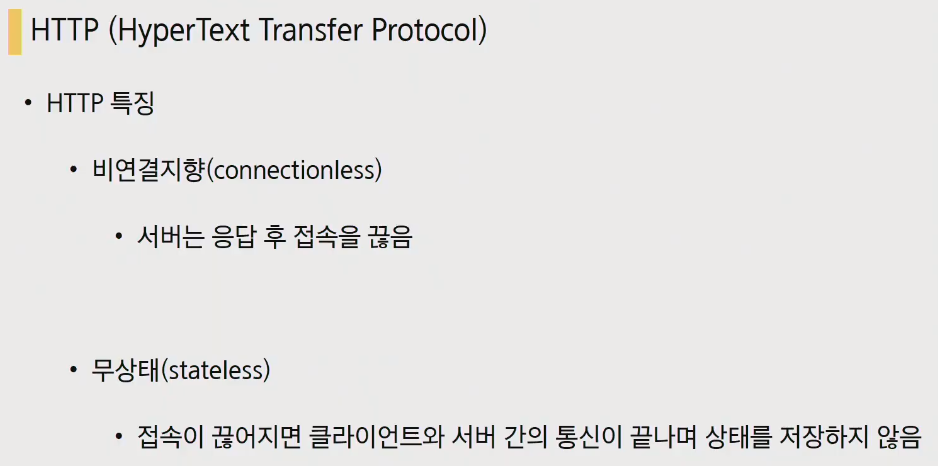 HTTP (HyperText Transfer Protocol)
• HTTP 특징
• 비연결지향(connectionless)
• 서버는 응답 후 접속을 끊음
• 무상태(stateless)
• 접속이 끊어지면 클라이언트와 서버 간의 통신이 끝나며 상태를 저장하지 않음